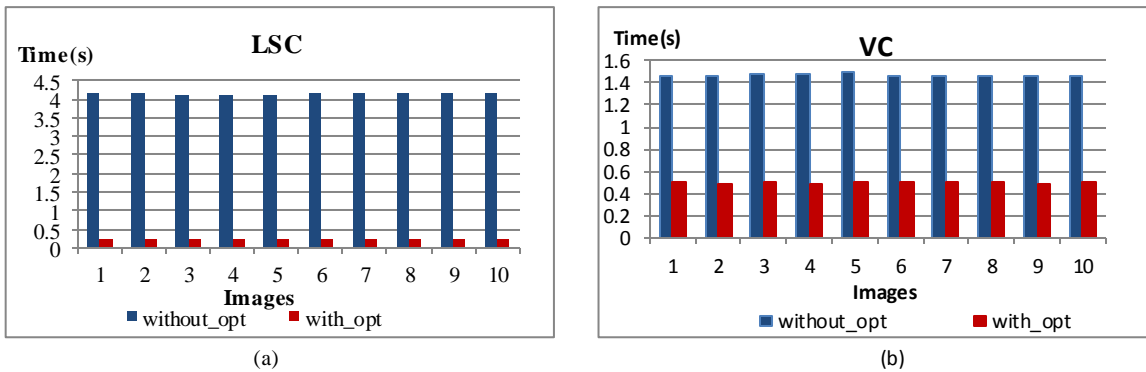 LSC
Time(s)
4.5
4
3.5
3
2.5
2
1.5
1
0.5
0
1 2 3 4 5 6 7 8 9 10
Images
without_opt with_opt
(a)
VC
Time(s)
1.6
1.4
1.2
1
0.8
0.6
0.4
0.2
0
1 2 3 4 5 6 7 8 9 10
Images
without_opt with_opt
(b)